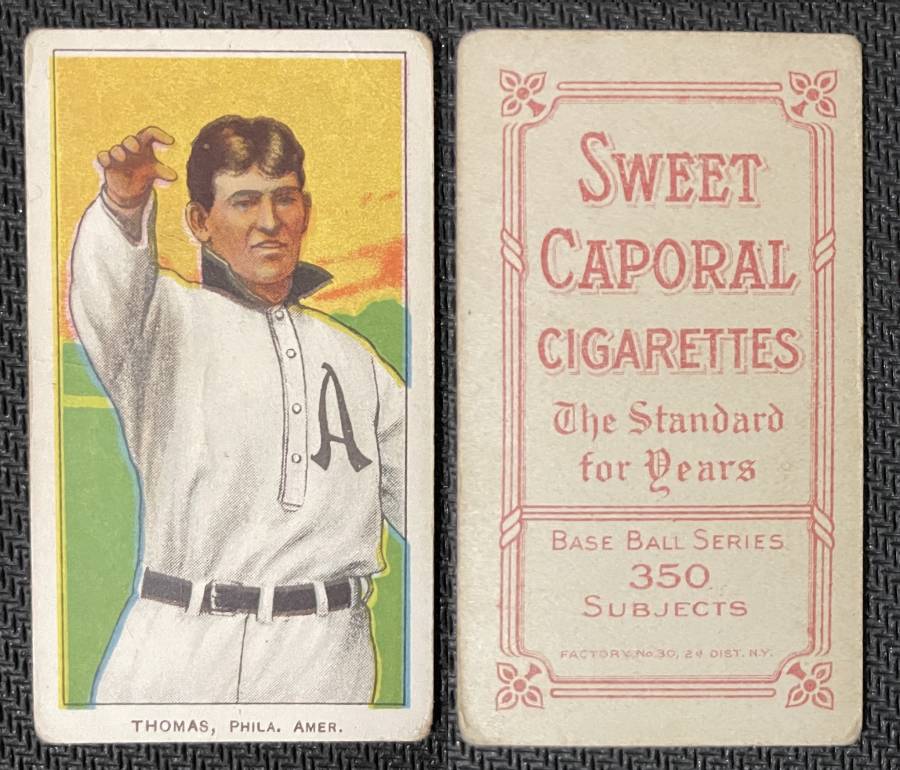 A
THOMAS, PHILA. AMER.
SWEET
CAPORAL
CIGARETTES
The Standard
for Years
BASE BALL SERIES
350
SUBJECTS
FACTORY No 30, 2d DIST. N.Y.